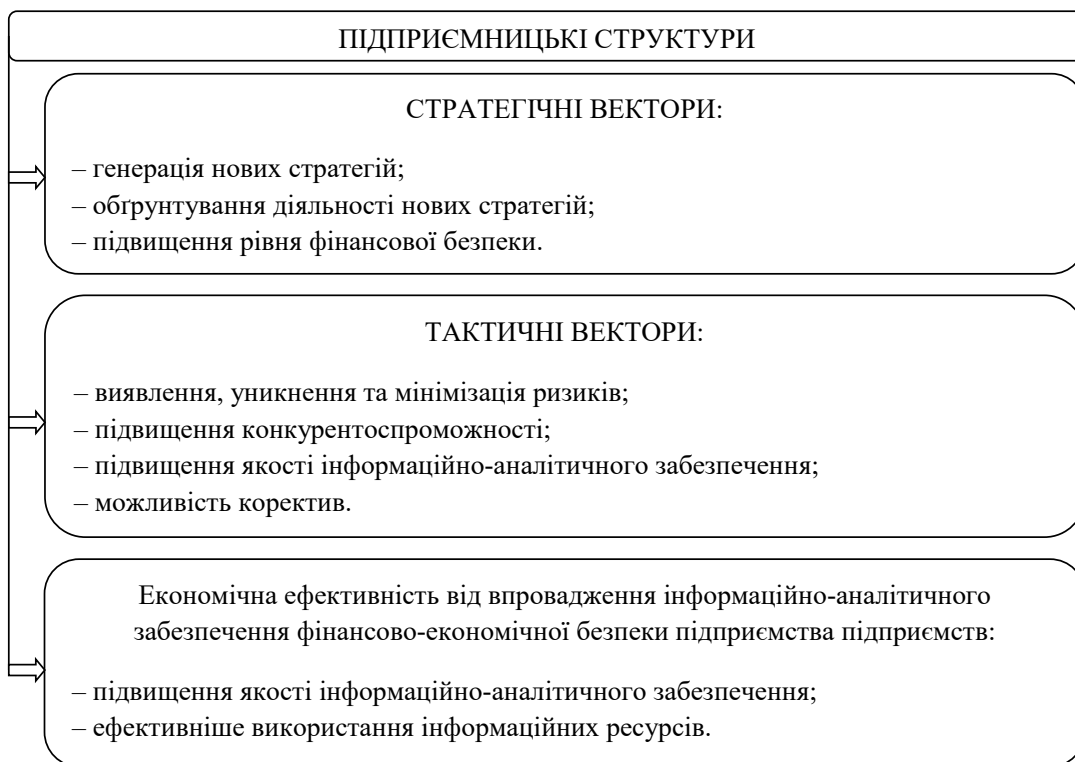 ПІДПРИЄМНИЦЬКІ СТРУКТУРИ
СТРАТЕГІЧНІ ВЕКТОРИ:
– генерація нових стратегій;
– обґрунтування діяльності нових стратегій;
– підвищення рівня фінансової безпеки.
ТАКТИЧНІ ВЕКТОРИ:
– виявлення, уникнення та мінімізація ризиків;
– підвищення конкурентоспроможності;
– підвищення якості інформаційно-аналітичного забезпечення;
– можливість коректив.
Економічна ефективність від впровадження інформаційно-аналітичного
забезпечення фінансово-економічної безпеки підприємства підприємств:
– підвищення якості інформаційно-аналітичного забезпечення;
– ефективніше використання інформаційних ресурсів.